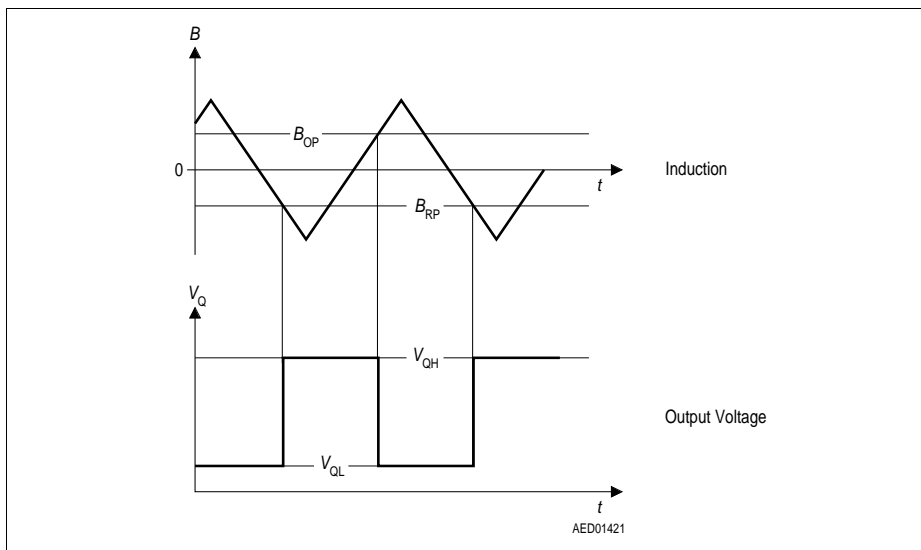 B
B_OP
0
t
Induction
B_RP
V_Q
V_QH
Output Voltage
V_QL
t
AED01421